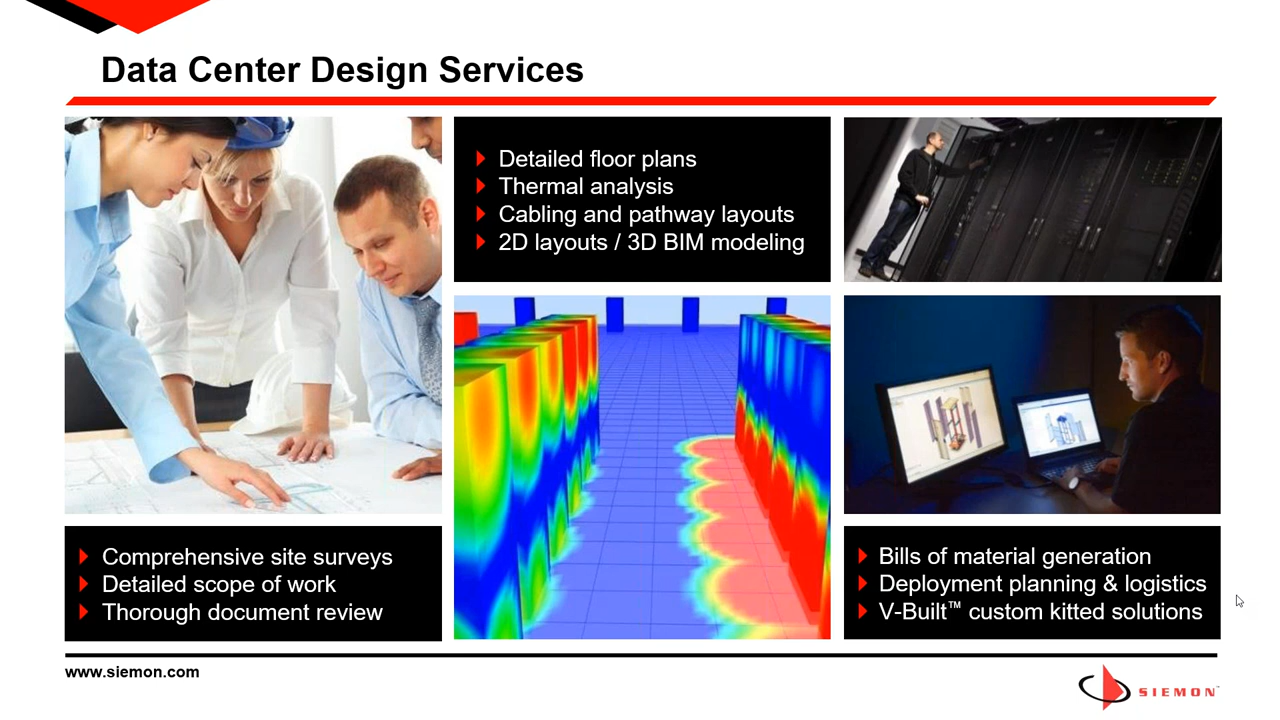 Data Center Design Services
Detailed floor plans
Thermal analysis
Cabling and pathway layouts
2D layouts / 3D BIM modeling
Comprehensive site surveys
Detailed scope of work
Thorough document review
Bills of material generation
Deployment planning & logistics
V-Built™ custom kitted solutions
www.siemon.com
SIEMON™